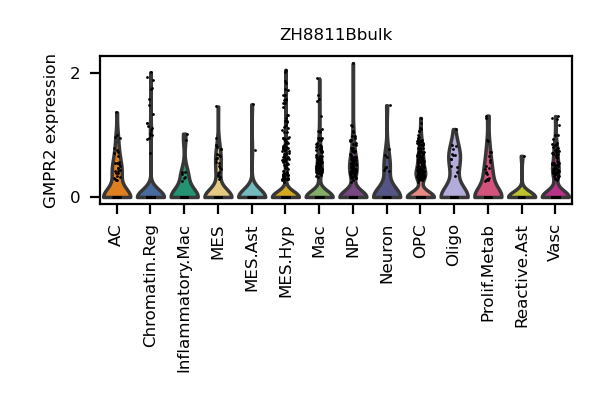 ZH8811Bbulk
GMPR2 expression
2
0
AC
Chromatin.Reg
Inflammatory.Mac
MES
MES.Ast
MES.Hyp
Mac
NPC
Neuron
OPC
Oligo
Prolif.Metab
Reactive.Ast
Vasc